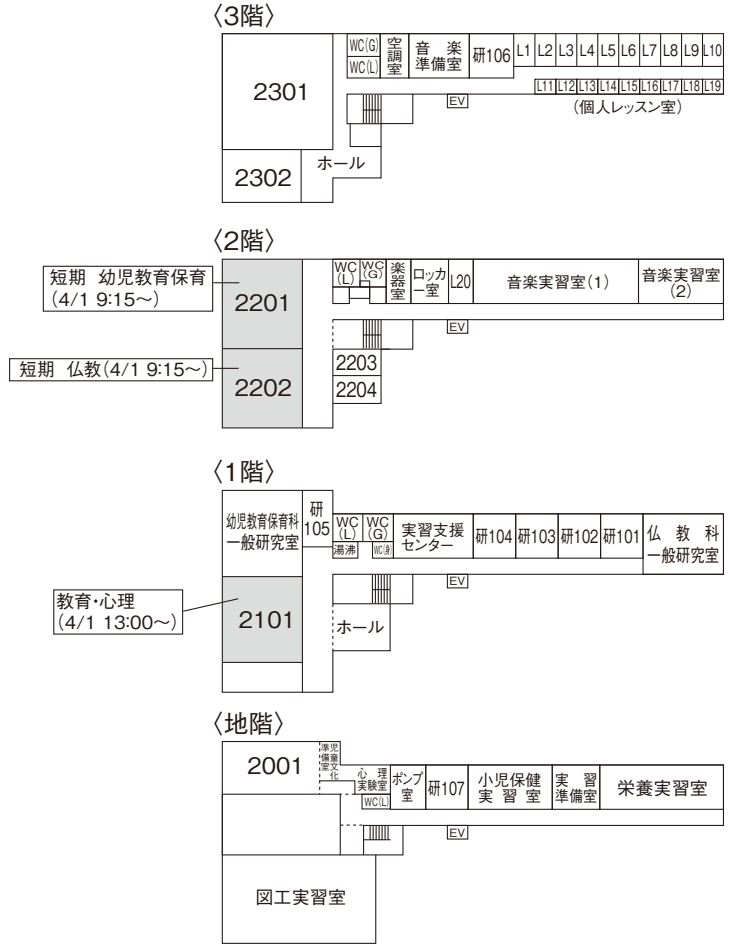 〈3階〉
2301
2302
ホール
WC(G)
WC(L)
空調室
音楽
準備室
研106
L1 L2 L3 L4 L5 L6 L7 L8 L9 L10
L11 L12 L13 L14 L15 L16 L17 L18 L19
(個人レッスン室)
EV
〈2階〉
短期 幼児教育保育
(4/1 9:15〜)
2201
短期 仏教(4/1 9:15〜)
2202
WC
(L)
WC
(G)
楽器室
ロッカ
ー室
L20
音楽実習室(1)
音楽実習室
(2)
EV
2203
2204
〈1階〉
幼児教育保育科
一般研究室
研
105
WC
(L)
WC
(G)
湯沸
WC(身)
実習支援
センター
研104
研103
研102
研101
仏教科
一般研究室
EV
教育・心理
(4/1 13:00〜)
2101
ホール
〈地階〉
2001
児童文化
準備室
心理
実験室
WC(L)
ポンプ
室
研107
小児保健
実習室
実習
準備室
栄養実習室
EV
図工実習室